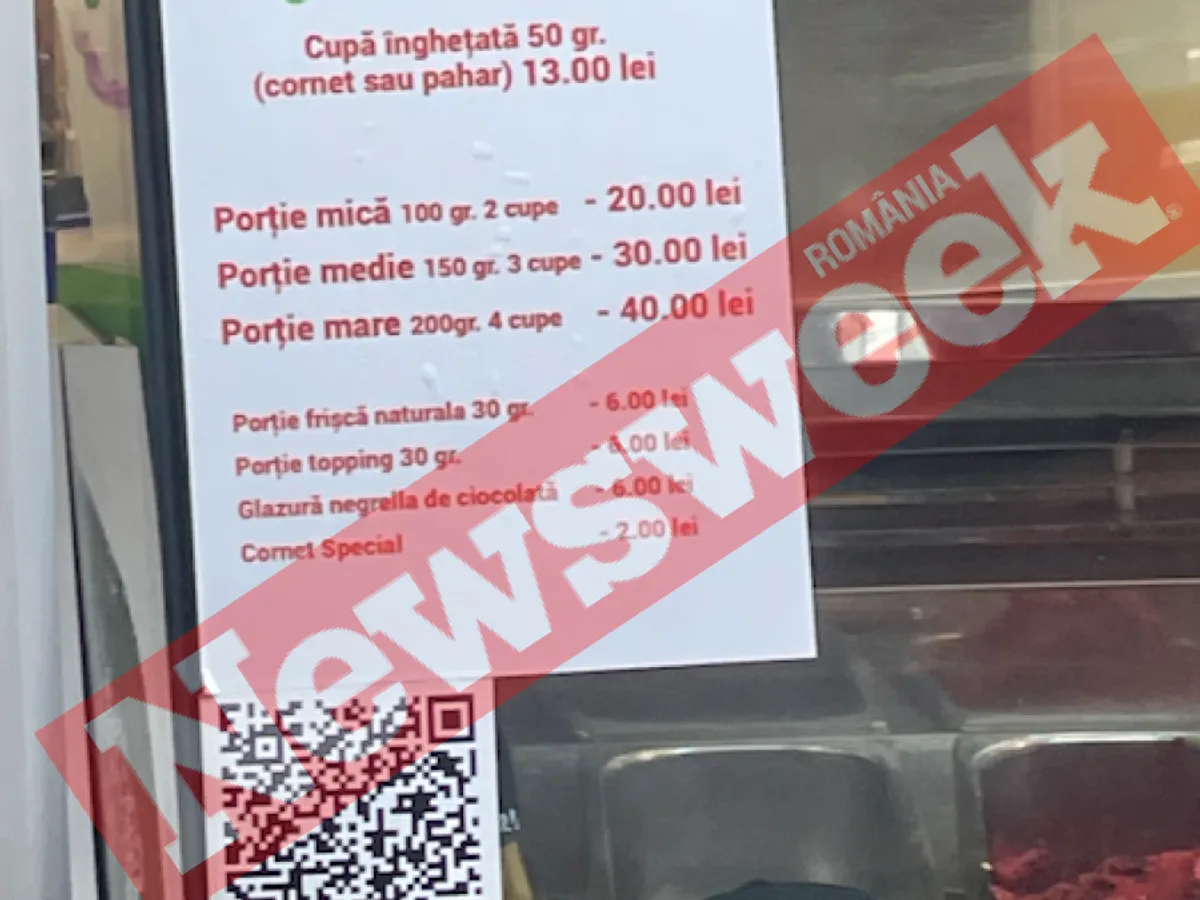 Cupă înghețată 50 gr.
(cornet sau pahar) 13.00 lei
Porție mică 100 gr. 2 cupe - 20.00 lei
Porție medie 150 gr. 3 cupe - 30.00 lei
Porție mare 200gr. 4 cupe - 40.00 lei
Porție frișcă naturala 30 gr. - 6.00 lei
Porție topping 30 gr. - 6.00 lei
Glazură negrella de ciocolată - 6.00 lei
Cornet Special - 2.00 lei
ROMÂNIA
Newsweek